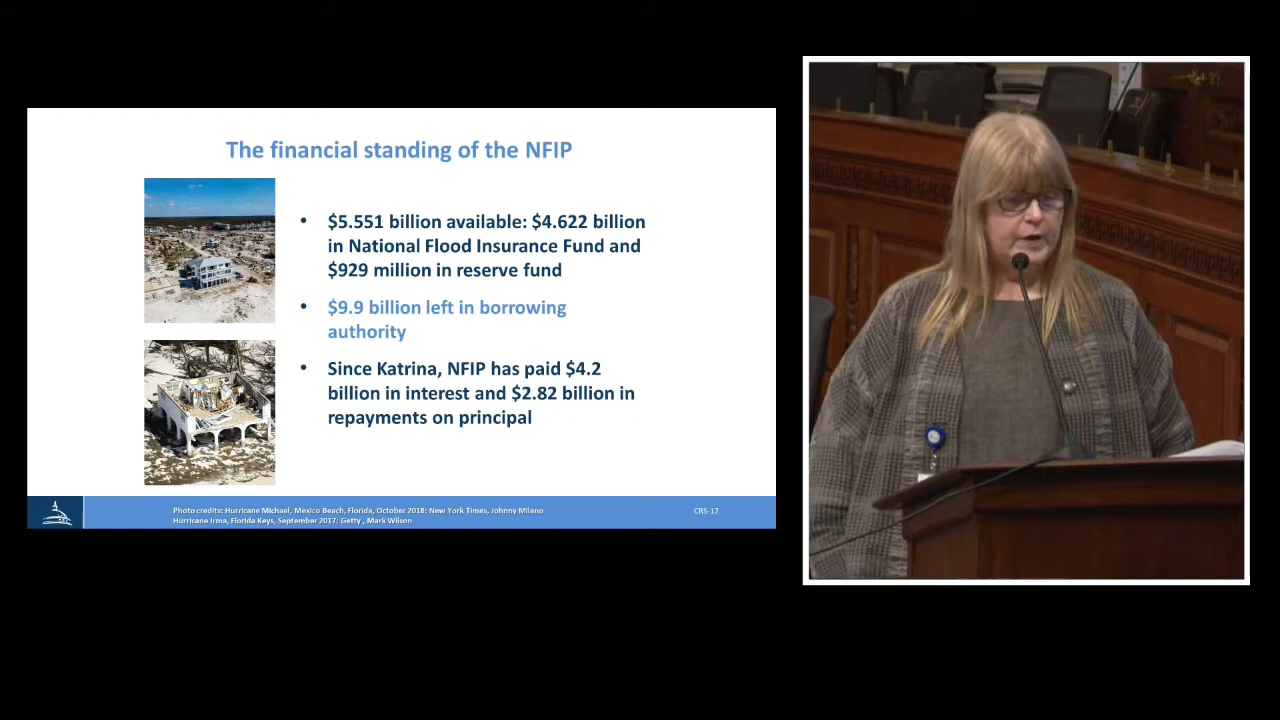 The financial standing of the NFIP
• $5.551 billion available: $4.622 billion
in National Flood Insurance Fund and
$929 million in reserve fund
• $9.9 billion left in borrowing
authority
• Since Katrina, NFIP has paid $4.2
billion in interest and $2.82 billion in
repayments on principal
Photo credits: Hurricane Michael, Mexico Beach, Florida, October 2018: New York Times, Johnny Milano
Hurricane Irma, Florida Keys, September 2017: Getty , Mark Wilson
CRS-17